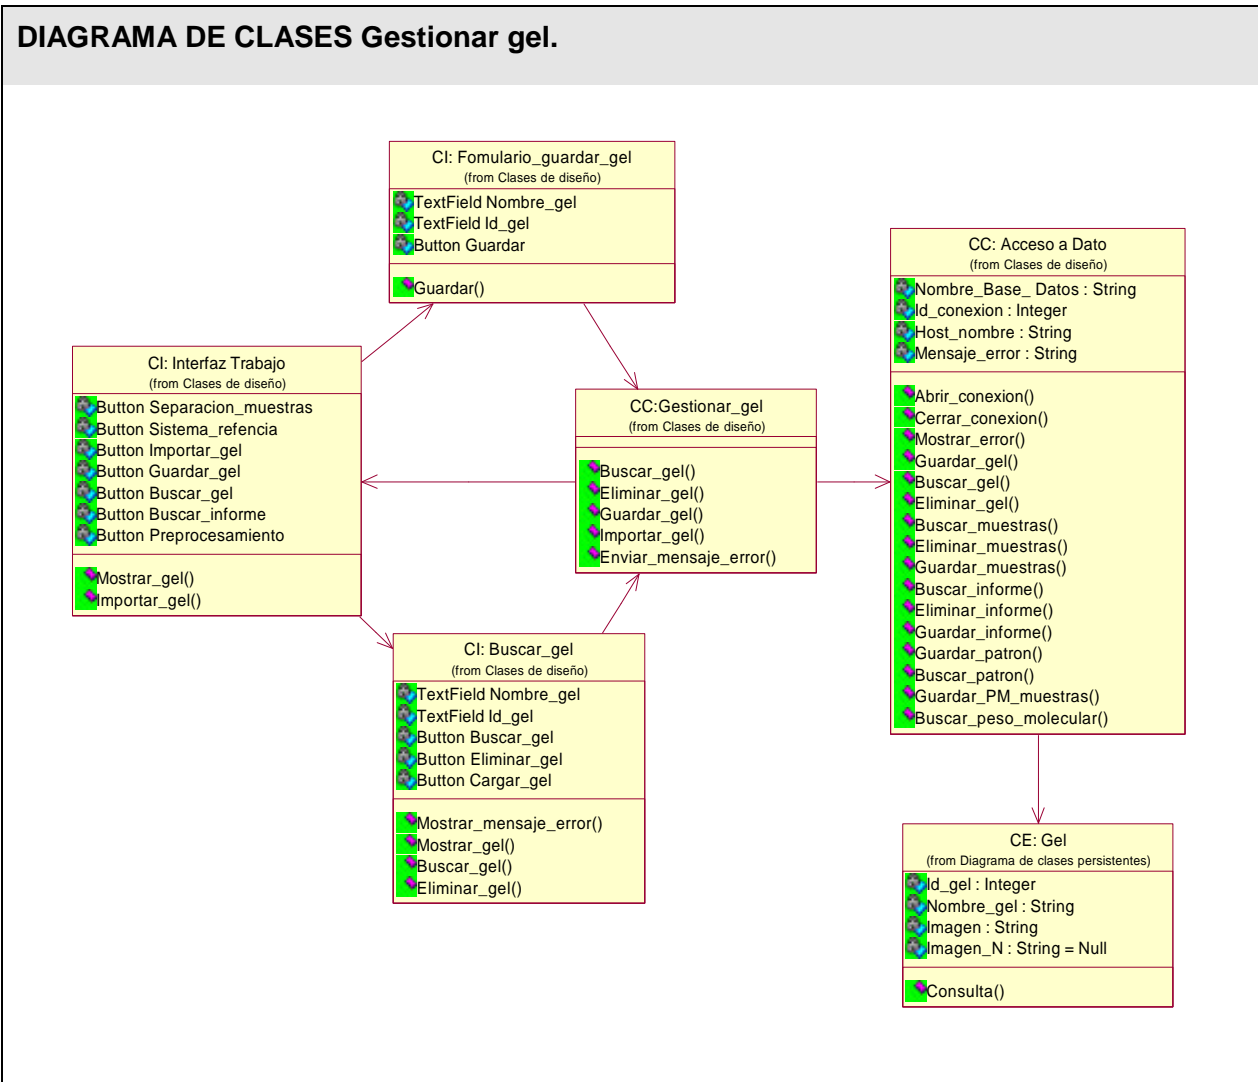 DIAGRAMA DE CLASES Gestionar gel.
CI: Fomulario_guardar_gel
(from Clases de diseño)
TextField Nombre_gel
TextField Id_gel
Button Guardar
Guardar()
CI: Interfaz Trabajo
(from Clases de diseño)
Button Separacion_muestras
Button Sistema_refencia
Button Importar_gel
Button Guardar_gel
Button Buscar_gel
Button Buscar_informe
Button Preprocesamiento
Mostrar_gel()
Importar_gel()
CC:Gestionar_gel
(from Clases de diseño)
Buscar_gel()
Eliminar_gel()
Guardar_gel()
Importar_gel()
Enviar_mensaje_error()
CI: Buscar_gel
(from Clases de diseño)
TextField Nombre_gel
TextField Id_gel
Button Buscar_gel
Button Eliminar_gel
Button Cargar_gel
Mostrar_mensaje_error()
Mostrar_gel()
Buscar_gel()
Eliminar_gel()
CC: Acceso a Dato
(from Clases de diseño)
Nombre_Base_ Datos : String
Id_conexion : Integer
Host_nombre : String
Mensaje_error : String
Abrir_conexion()
Cerrar_conexion()
Mostrar_error()
Guardar_gel()
Buscar_gel()
Eliminar_gel()
Buscar_muestras()
Eliminar_muestras()
Guardar_muestras()
Buscar_informe()
Eliminar_informe()
Guardar_informe()
Guardar_patron()
Buscar_patron()
Guardar_PM_muestras()
Buscar_peso_molecular()
CE: Gel
(from Diagrama de clases persistentes)
Id_gel : Integer
Nombre_gel : String
Imagen : String
Imagen_N : String = Null
Consulta()